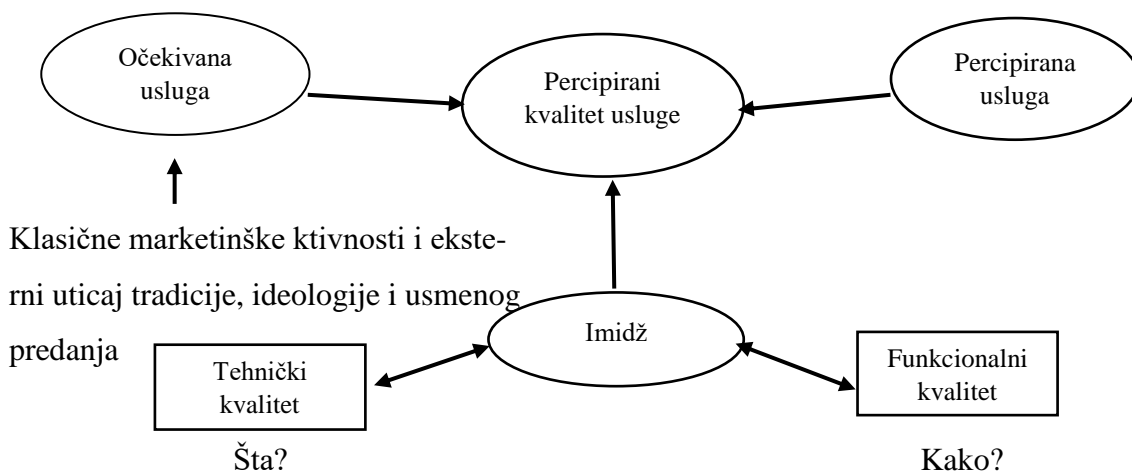 Očekivana
usluga
Percipirani
kvalitet usluge
Percipirana
usluga
Klasične marketinške ktivnosti i ekste-
rni uticaj tradicije, ideologije i usmenog
predanja
Imidž
Tehnički
kvalitet
Funkcionalni
kvalitet
Šta?
Kako?